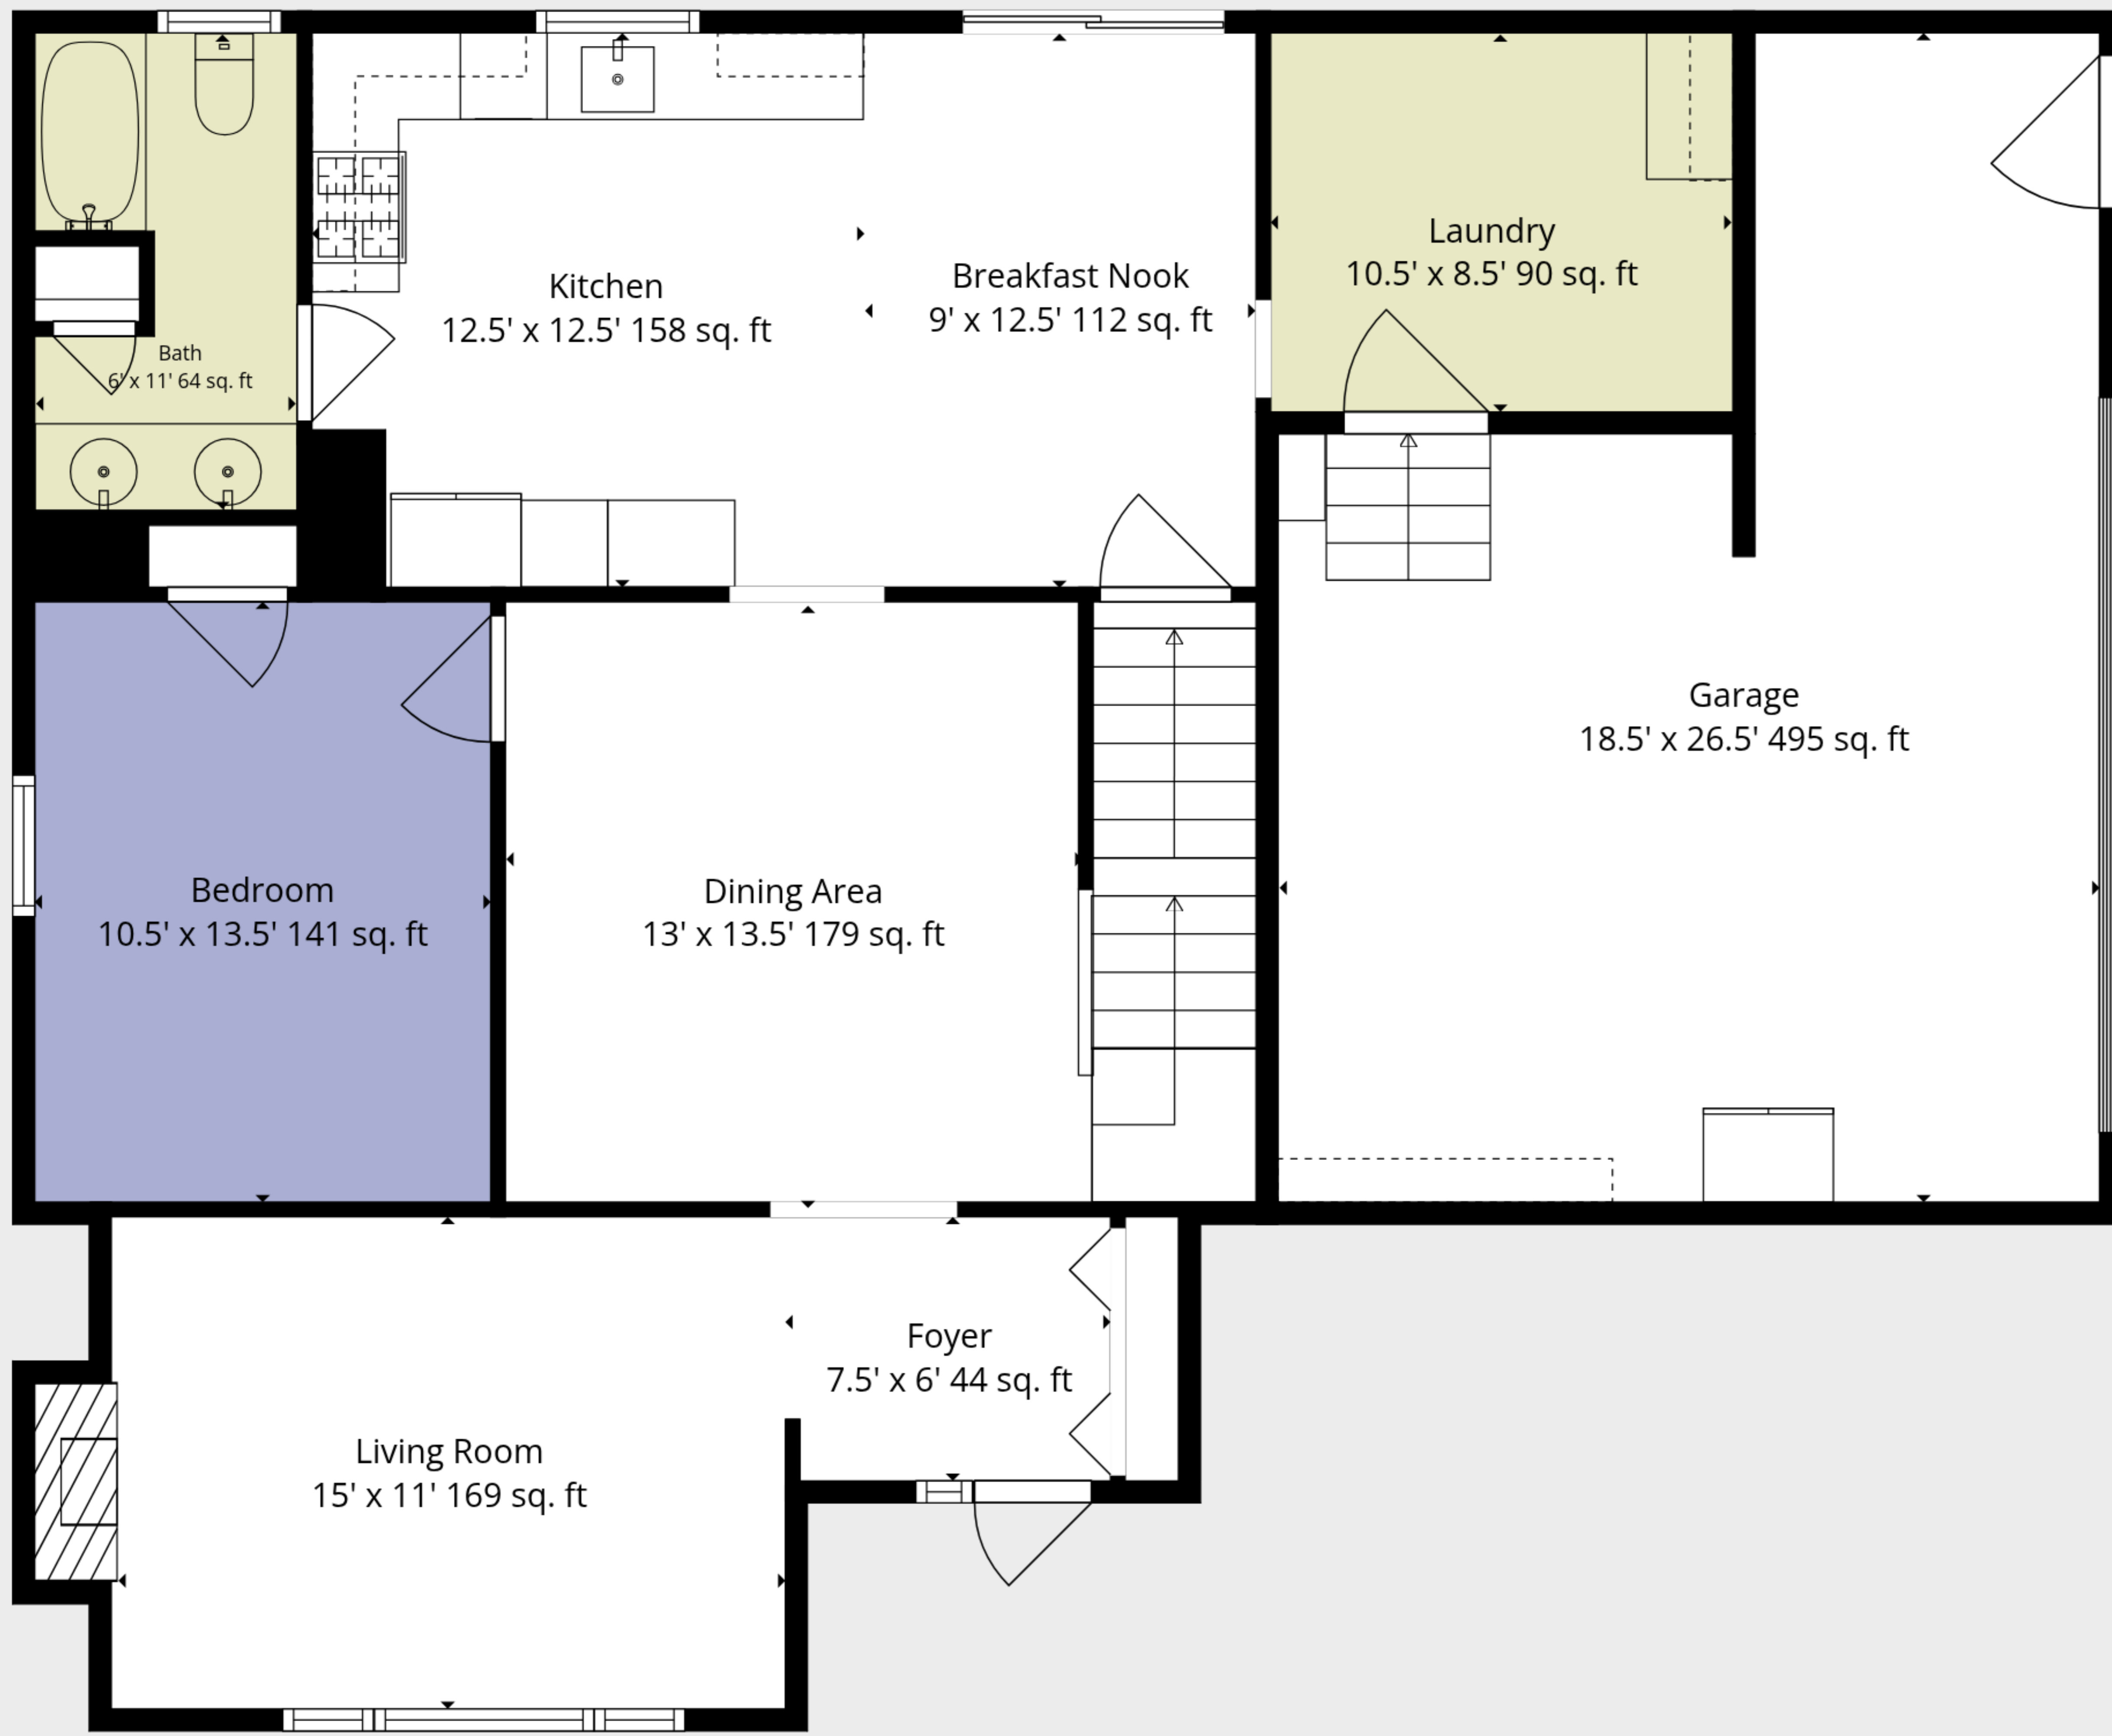 Kitchen
12.5' x 12.5' 158 sq. ft
Breakfast Nook
9' x 12.5' 112 sq. ft
Laundry
10.5' x 8.5' 90 sq. ft
Bath
6' x 11' 64 sq. ft
Garage
18.5' x 26.5' 495 sq. ft
Bedroom
10.5' x 13.5' 141 sq. ft
Dining Area
13' x 13.5' 179 sq. ft
Foyer
7.5' x 6' 44 sq. ft
Living Room
15' x 11' 169 sq. ft